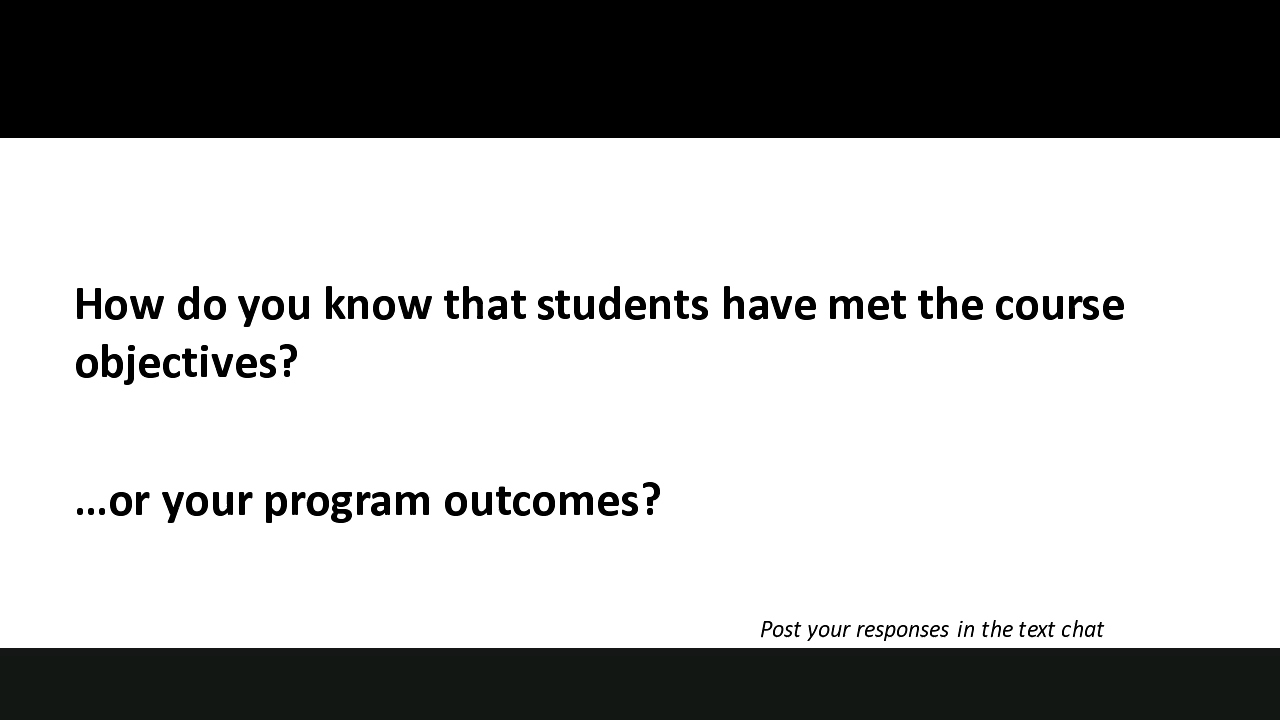 How do you know that students have met the course
objectives?
…or your program outcomes?
Post your responses in the text chat